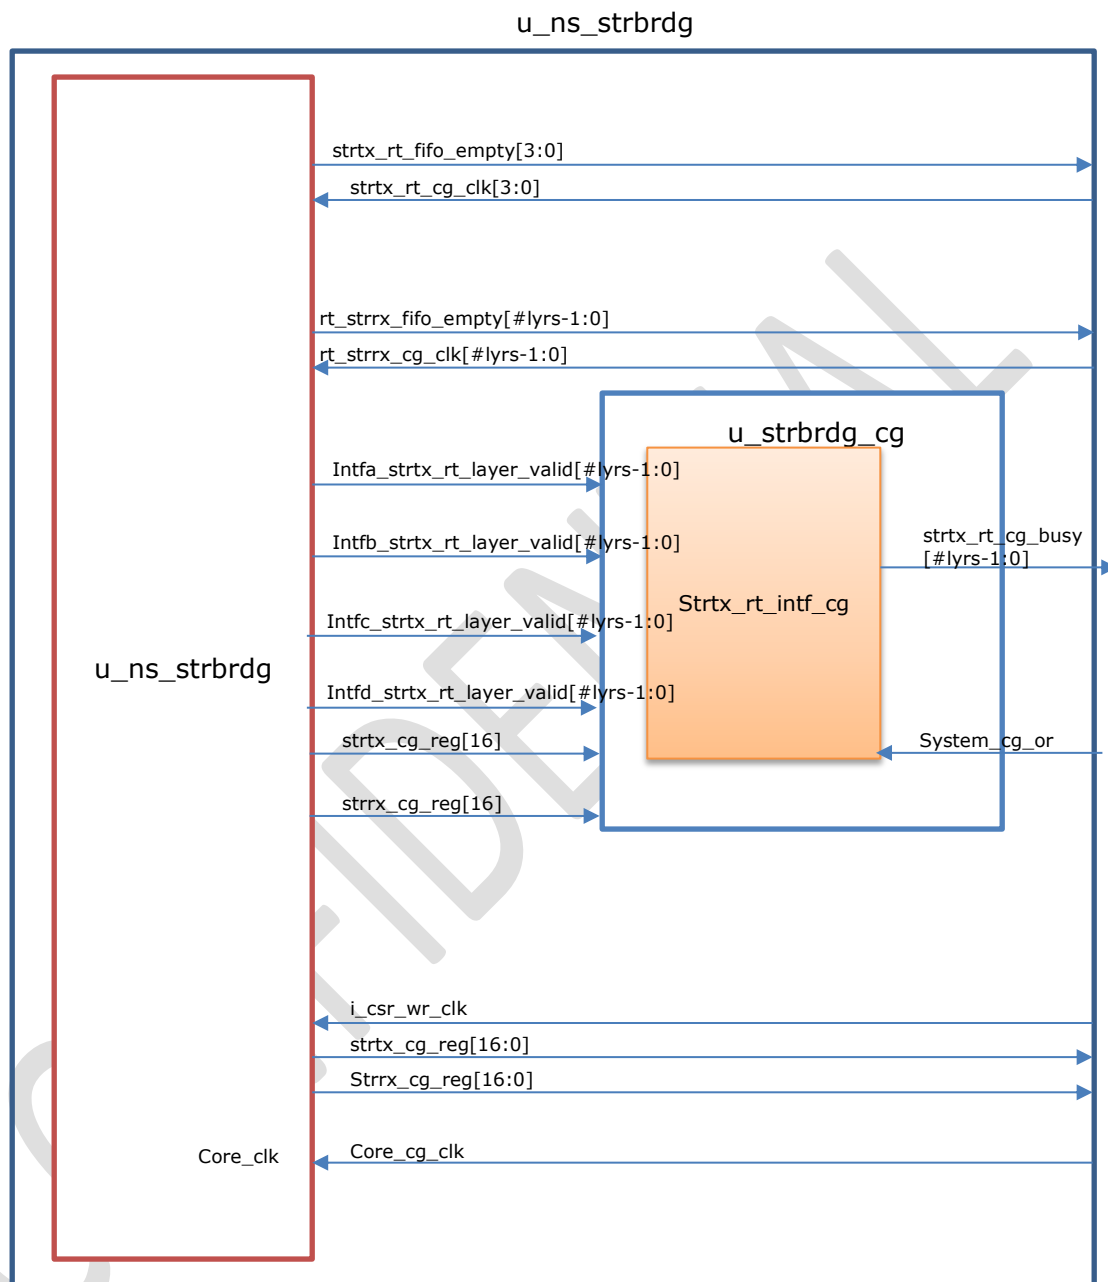 u_ns_strbrdg
strtx_rt_fifo_empty[3:0]
strtx_rt_cg_clk[3:0]
rt_strrx_fifo_empty[#lyrs-1:0]
rt_strrx_cg_clk[#lyrs-1:0]
u_strbrdg_cg
Intfa_strtx_rt_layer_valid[#lyrs-1:0]
strtx_rt_cg_busy
[#lyrs-1:0]
Intfb_strtx_rt_layer_valid[#lyrs-1:0]
Strtx_rt_intf_cg
Intfc_strtx_rt_layer_valid[#lyrs-1:0]
u_ns_strbrdg
Intfd_strtx_rt_layer_valid[#lyrs-1:0]
strtx_cg_reg[16]
System_cg_or
strrx_cg_reg[16]
i_csr_wr_clk
strtx_cg_reg[16:0]
Strrx_cg_reg[16:0]
Core_clk
Core_cg_clk
CONFIDENTIAL